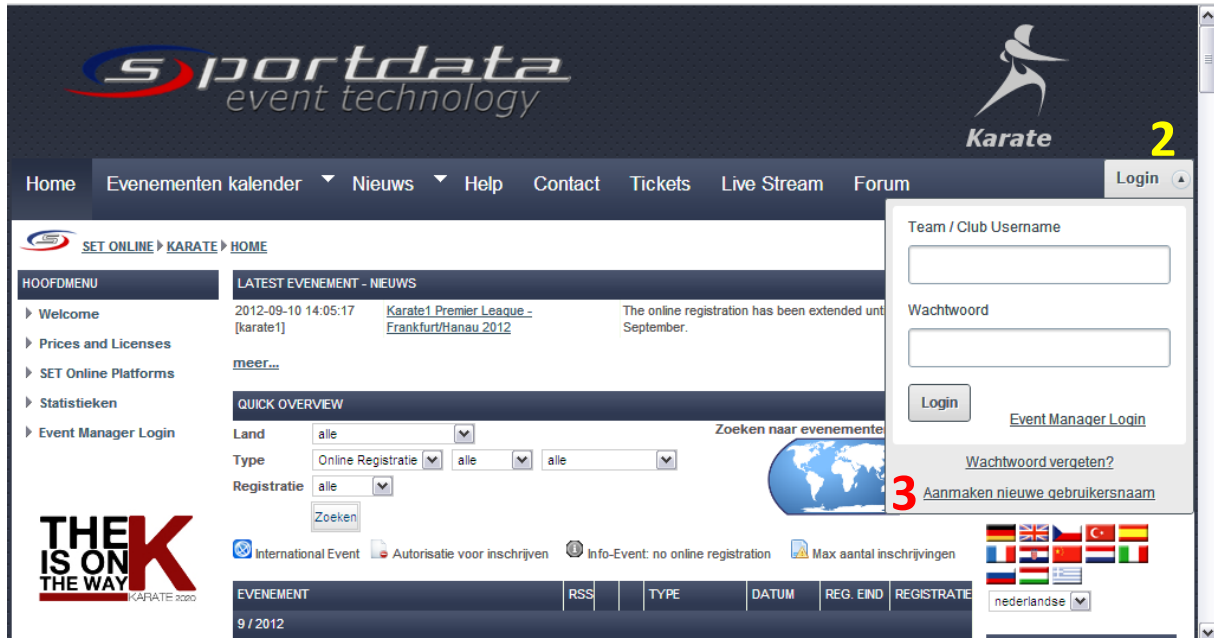 sportdata
event technology
Karate
2
Home Evenementen kalender Nieuws Help Contact Tickets Live Stream Forum Login
SET ONLINE KARATE HOME
HOOFDMENU
Welcome
Prices and Licenses
SET Online Platforms
Statistieken
Event Manager Login
THE K
IS ON
THE WAY
KARATE 2020
LATEST EVENEMENT - NIEUWS
2012-09-10 14:05:17 Karate1 Premier League - The online registration has been extended unt
[karate1] Frankfurt/Hanau 2012 September.
meer...
QUICK OVERVIEW
Land alle Zoeken naar evenemente
Type Online Registratie alle alle
Registratie alle
Zoeken
International Event Autorisatie voor inschrijven Info-Event: no online registration Max aantal inschrijvingen
EVENEMENT RSS TYPE DATUM REG. EIND REGISTRATIE
9 / 2012
Team / Club Username
Wachtwoord
Login
Event Manager Login
Wachtwoord vergeten?
3 Aanmaken nieuwe gebruikersnaam
nederlandse